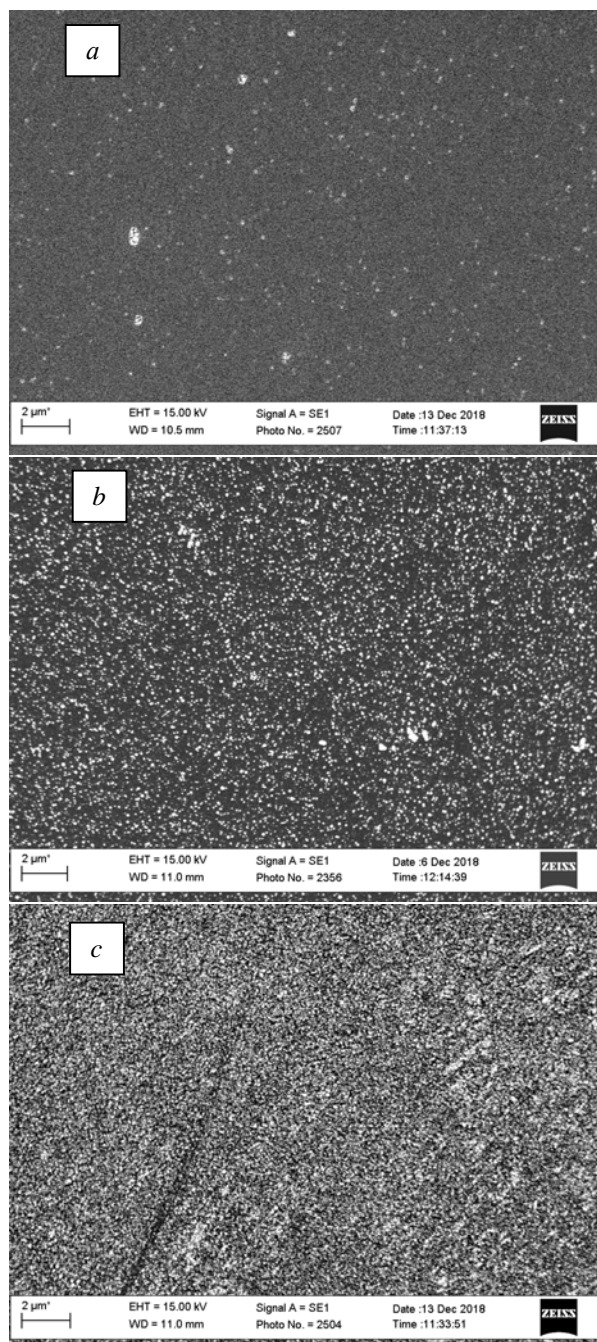 a
2 µm* EHT = 15.00 kV Signal A = SE1 Date :13 Dec 2018 ZEISS
WD = 10.5 mm Photo No. = 2507 Time :11:37:13
b
2 µm* EHT = 15.00 kV Signal A = SE1 Date :6 Dec 2018 ZEISS
WD = 11.0 mm Photo No. = 2356 Time :12:14:39
c
2 µm* EHT = 15.00 kV Signal A = SE1 Date :13 Dec 2018 ZEISS
WD = 11.0 mm Photo No. = 2504 Time :11:33:51